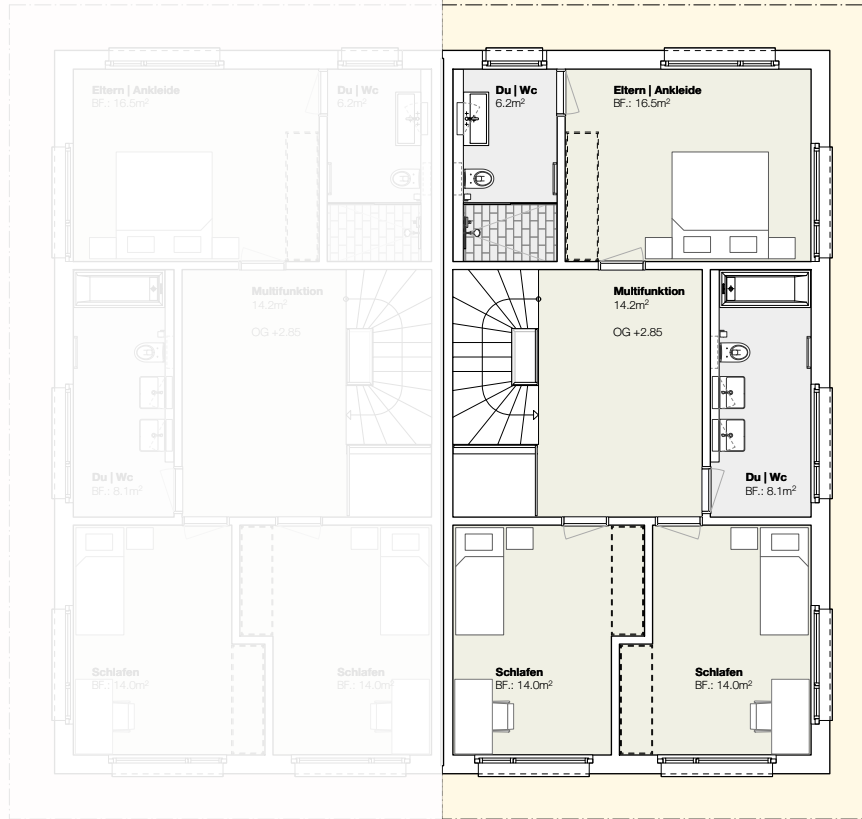 Eltern | Ankleide
BF.: 16.5m²
Du | Wc
6.2m²
Du | Wc
6.2m²
Eltern | Ankleide
BF.: 16.5m²
Multifunktion
14.2m²
OG +2.85
Multifunktion
14.2m²
OG +2.85
Du | Wc
BF.: 8.1m²
Du | Wc
BF.: 8.1m²
Schlafen
BF.: 14.0m²
Schlafen
BF.: 14.0m²
Schlafen
BF.: 14.0m²
Schlafen
BF.: 14.0m²